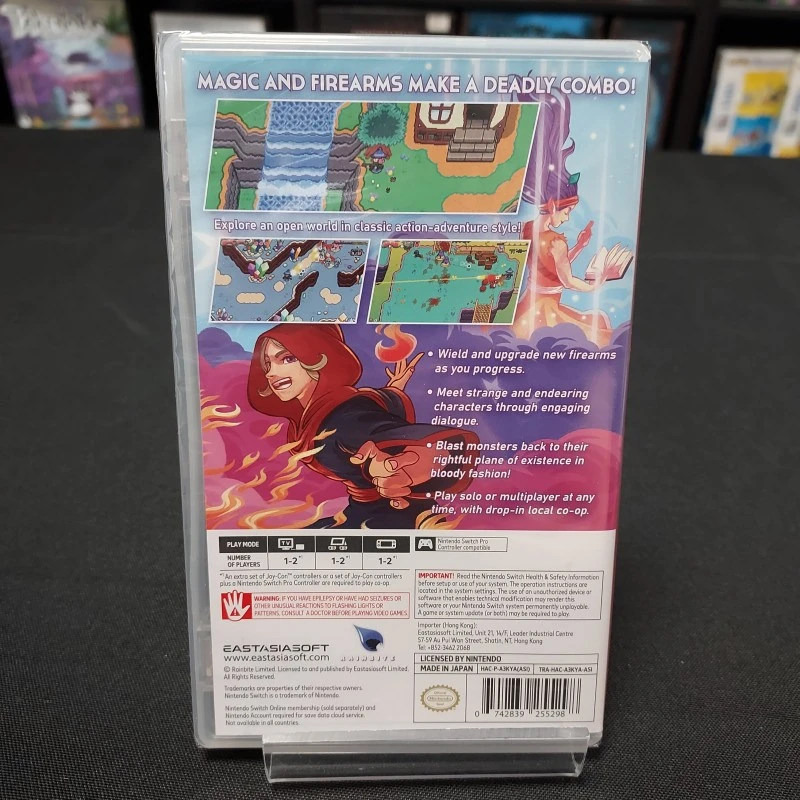 MAGIC AND FIREARMS MAKE A DEADLY COMBO!
Explore an open world in classic action-adventure style!
• Wield and upgrade new firearms
as you progress.
• Meet strange and endearing
characters through engaging
dialogue.
• Blast monsters back to their
rightful plane of existence in
bloody fashion!
• Play solo or multiplayer at any
time, with drop-in local co-op.
PLAY MODE
TV
NUMBER
OF PLAYERS
1-2*¹
1-2*¹
1-2*¹
Nintendo Switch Pro
Controller compatible
*¹An extra set of Joy-Con™ controllers or a set of Joy-Con controllers
plus a Nintendo Switch Pro Controller are required to play co-op.
WARNING: IF YOU HAVE EPILEPSY OR HAVE HAD SEIZURES OR
OTHER UNUSUAL REACTIONS TO FLASHING LIGHTS OR
PATTERNS, CONSULT A DOCTOR BEFORE PLAYING VIDEO GAMES.
IMPORTANT! Read the Nintendo Switch Health & Safety Information
before setup or use of your system. The operation instructions are
located in the system settings. The use of an unauthorized device or
software that enables technical modification may render this
software or your Nintendo Switch system permanently unplayable.
A game or system update (or both) may be required to play.
Importer (Hong Kong):
Eastasiasoft Limited, Unit 21, 14/F, Leader Industrial Centre
57-59 Au Pui Wan Street, Shatin, NT, Hong Kong
Tel: +852-3462 2068
EASTASIASOFT
www.eastasiasoft.com
RAINBITE
© Rainbite Limited. Licensed to and published by Eastasiasoft Limited.
All Rights Reserved.
Trademarks are properties of their respective owners.
Nintendo Switch is a trademark of Nintendo.
Nintendo Switch Online membership (sold separately) and
Nintendo Account required for save data cloud service.
Not available in all countries.
LICENSED BY NINTENDO
MADE IN JAPAN
HAC-P-A3KYA(ASI)
TRA-HAC-A3KYA-ASI
0 742839 255298